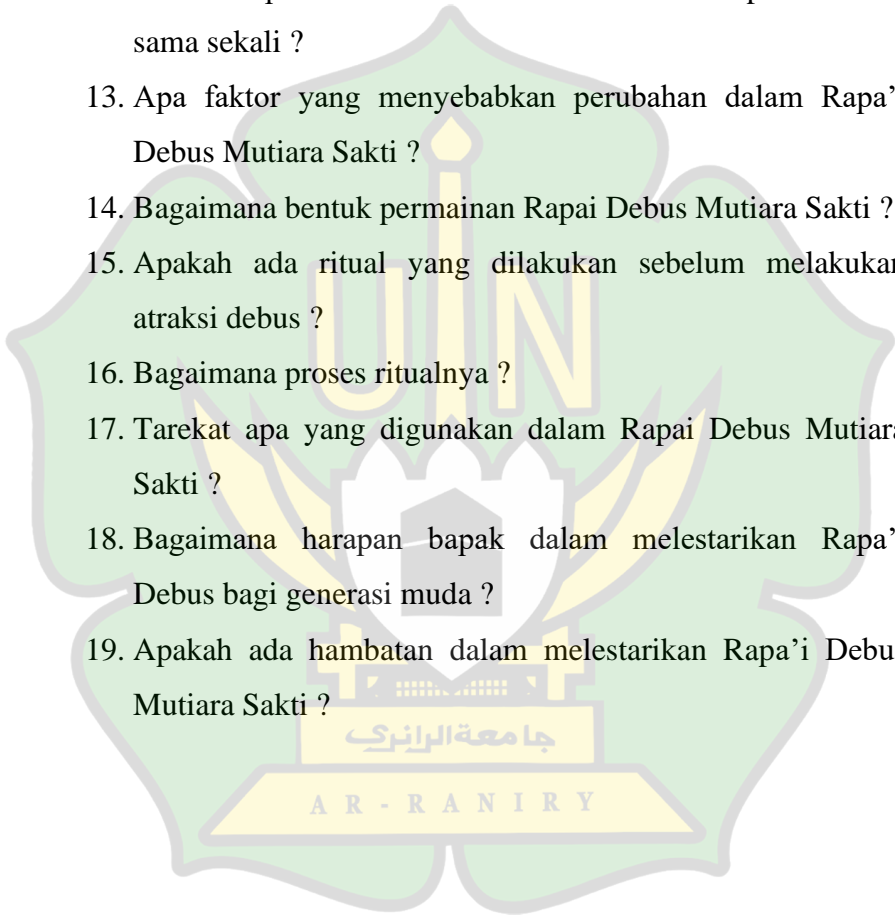 sama sekali ?
13. Apa faktor yang menyebabkan perubahan dalam Rapa'
Debus Mutiara Sakti ?
14. Bagaimana bentuk permainan Rapai Debus Mutiara Sakti ?
15. Apakah ada ritual yang dilakukan sebelum melakukan
atraksi debus ?
16. Bagaimana proses ritualnya ?
17. Tarekat apa yang digunakan dalam Rapai Debus Mutiara
Sakti ?
18. Bagaimana harapan bapak dalam melestarikan Rapa'
Debus bagi generasi muda ?
19. Apakah ada hambatan dalam melestarikan Rapa'i Debu
Mutiara Sakti ?
UIN
جامعةالرانري
AR-RANIRY